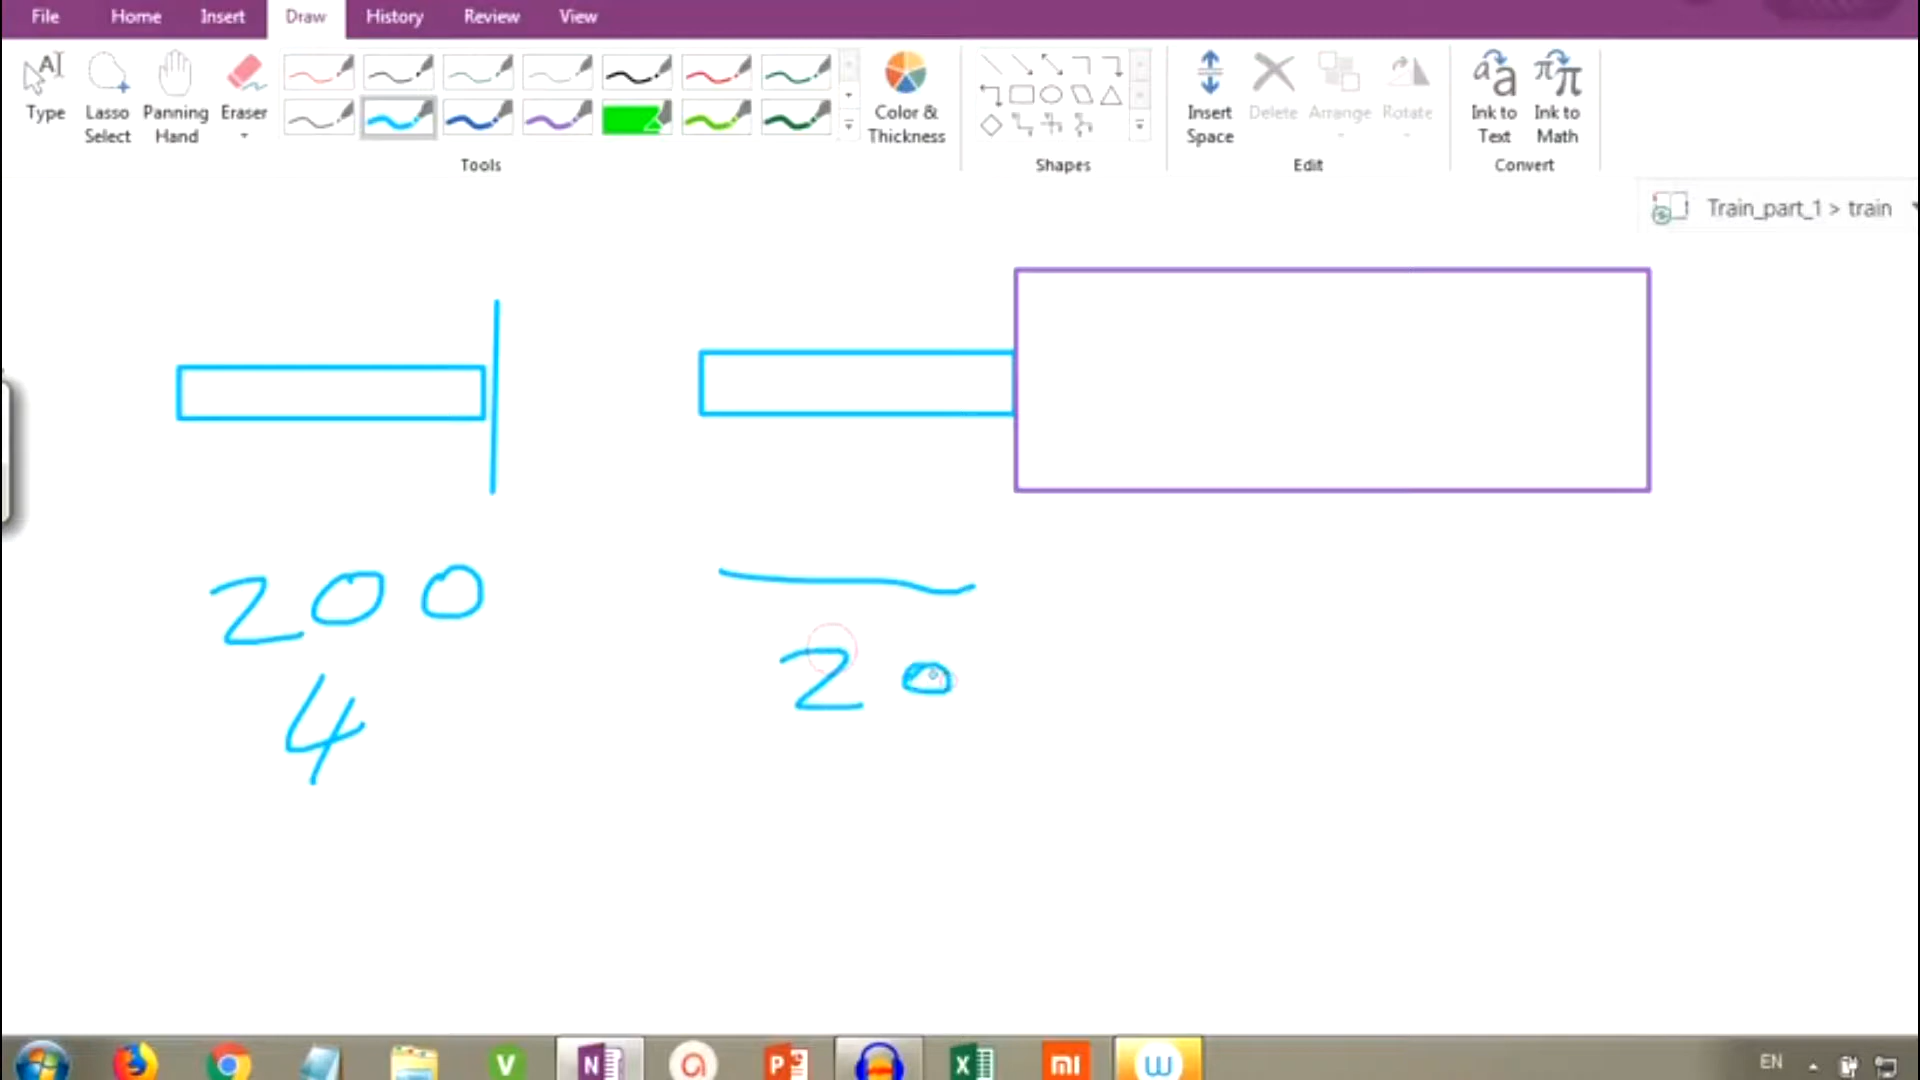 File Home Insert Draw History Review View
Type Lasso Select Panning Hand Eraser
Color & Thickness
Insert Space Delete Arrange Rotate
Ink to Text Ink to Math
Tools Shapes Edit Convert
Train_part_1 > train
200
4
20
EN